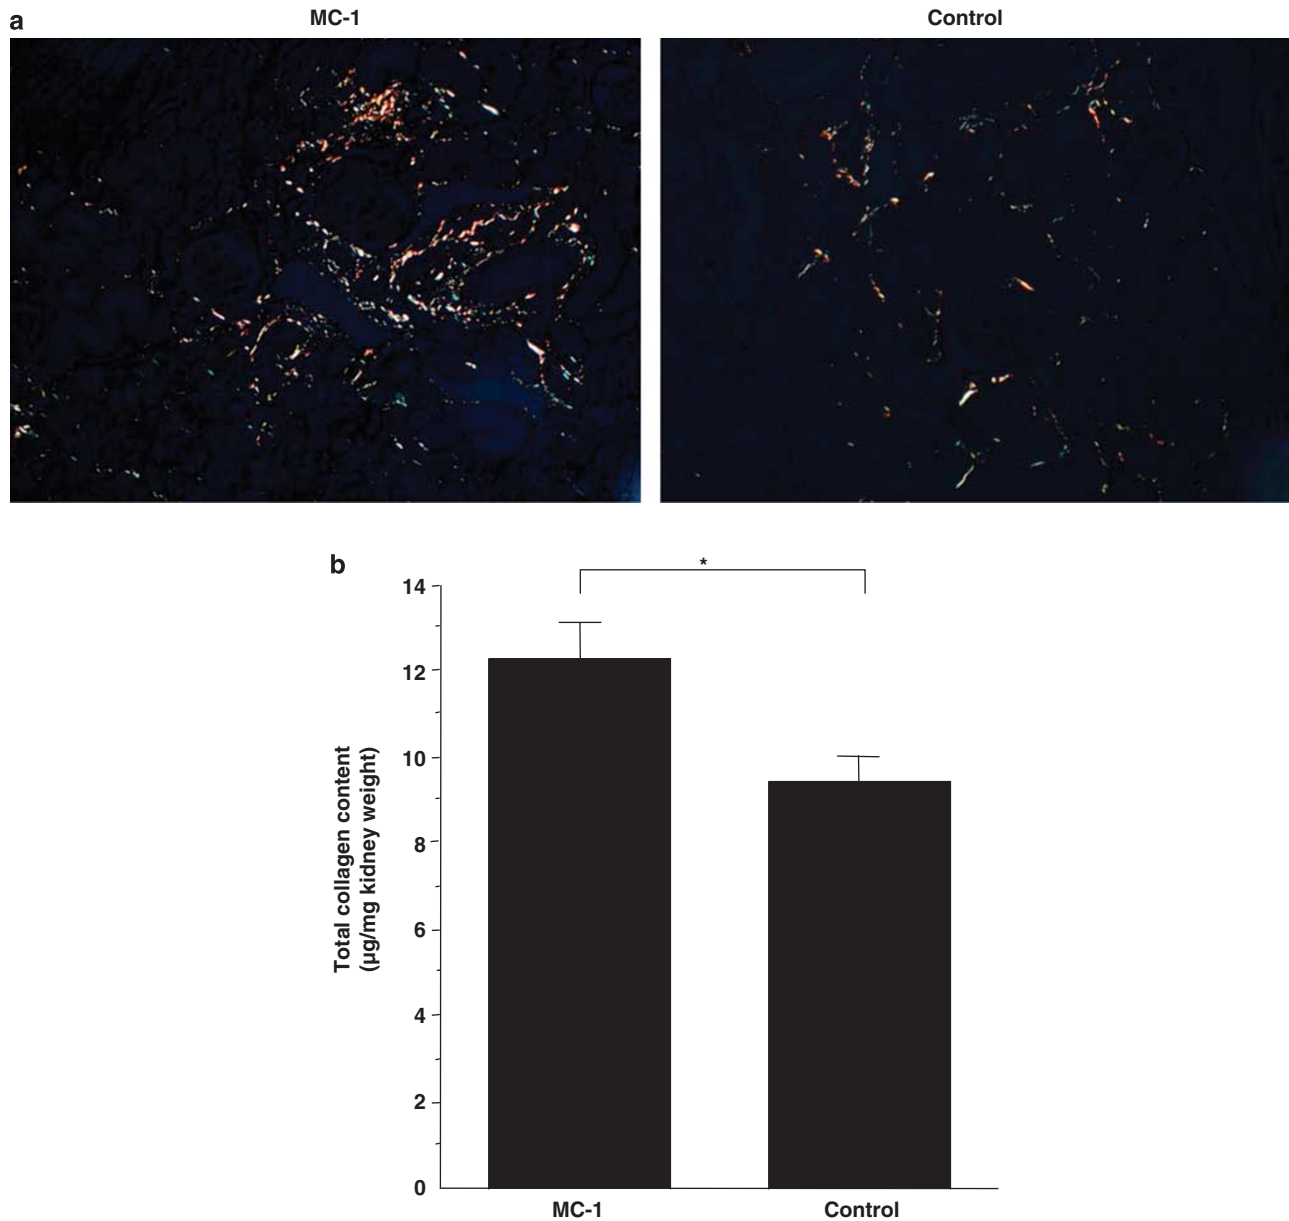 a
MC-1
Control
b
*
14
12
10
8
6
4
2
0
Total collagen content
(µg/mg kidney weight)
MC-1
Control